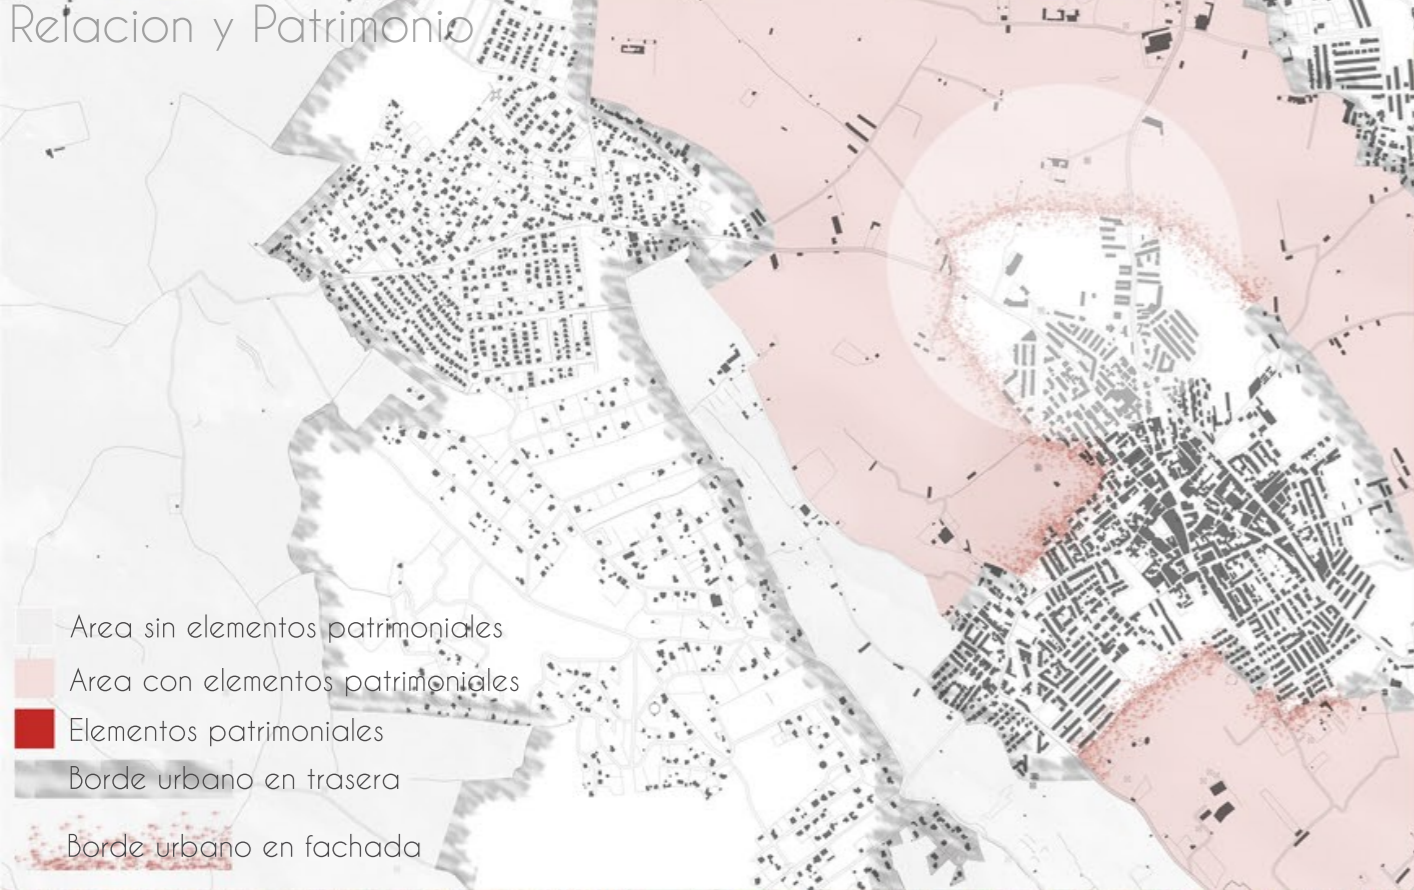 Relacion y Patrimonio
Area sin elementos patrimoniales
Area con elementos patrimoniales
Elementos patrimoniales
Borde urbano en trasera
Borde urbano en fachada